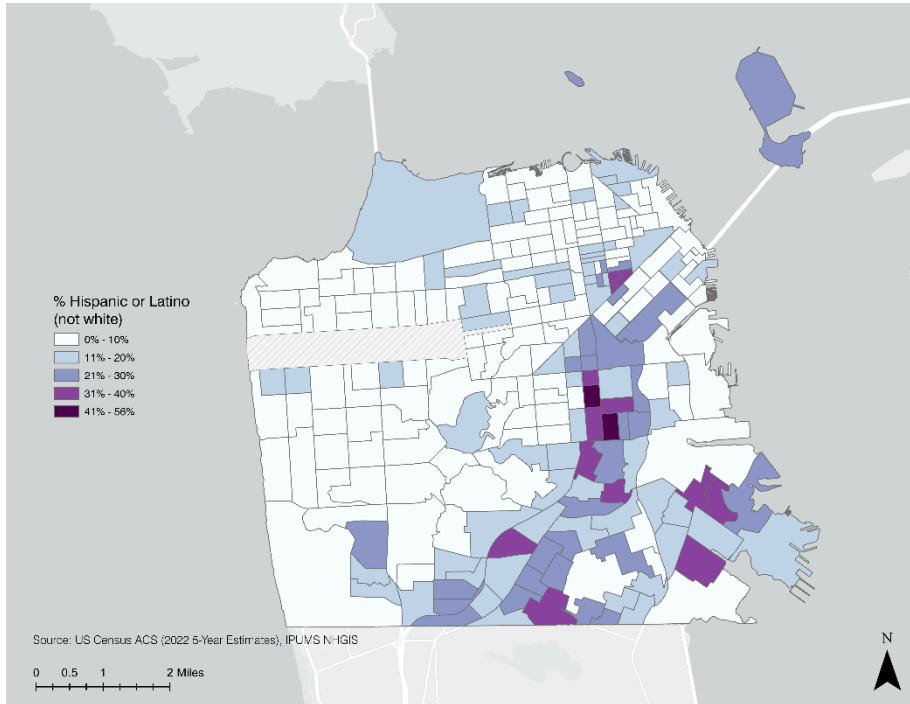 % Hispanic or Latino
(not white)
0% - 10%
11% - 20%
21% - 30%
31% - 40%
41% - 56%
Source: US Census ACS (2022 5-Year Estimates), IPUMS NHGIS
0 0.5 1 2 Miles
N